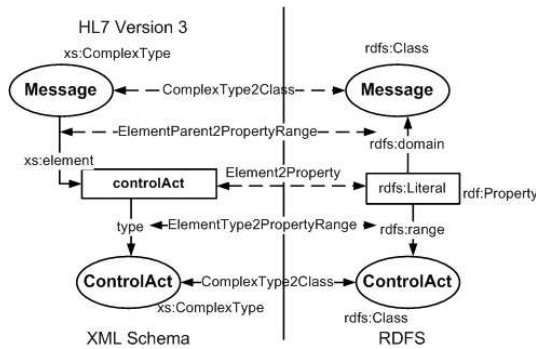 HL7 Version 3
xs:ComplexType
rdfs:Class
Message
ComplexType2Class
Message
ElementParent2PropertyRange
rdfs:domain
xs:element
Element2Property
controlAct
rdfs:Literal
rdf:Property
type
ElementType2PropertyRange
rdfs:range
ControlAct
ComplexType2Class
ControlAct
xs:ComplexType
rdfs:Class
XML Schema
RDFS